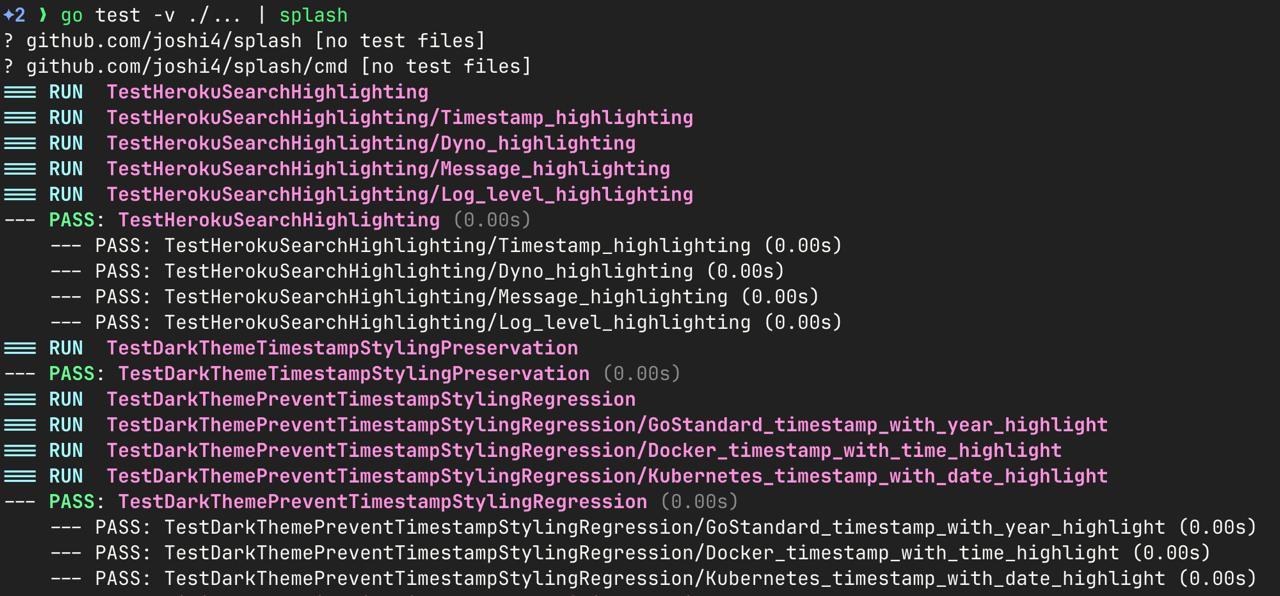 ✦2 ❯ go test -v ./... | splash
? github.com/joshi4/splash [no test files]
? github.com/joshi4/splash/cmd [no test files]
=== RUN  TestHerokuSearchHighlighting
=== RUN  TestHerokuSearchHighlighting/Timestamp_highlighting
=== RUN  TestHerokuSearchHighlighting/Dyno_highlighting
=== RUN  TestHerokuSearchHighlighting/Message_highlighting
=== RUN  TestHerokuSearchHighlighting/Log_level_highlighting
--- PASS: TestHerokuSearchHighlighting (0.00s)
    --- PASS: TestHerokuSearchHighlighting/Timestamp_highlighting (0.00s)
    --- PASS: TestHerokuSearchHighlighting/Dyno_highlighting (0.00s)
    --- PASS: TestHerokuSearchHighlighting/Message_highlighting (0.00s)
    --- PASS: TestHerokuSearchHighlighting/Log_level_highlighting (0.00s)
=== RUN  TestDarkThemeTimestampStylingPreservation
--- PASS: TestDarkThemeTimestampStylingPreservation (0.00s)
=== RUN  TestDarkThemePreventTimestampStylingRegression
=== RUN  TestDarkThemePreventTimestampStylingRegression/GoStandard_timestamp_with_year_highlight
=== RUN  TestDarkThemePreventTimestampStylingRegression/Docker_timestamp_with_time_highlight
=== RUN  TestDarkThemePreventTimestampStylingRegression/Kubernetes_timestamp_with_date_highlight
--- PASS: TestDarkThemePreventTimestampStylingRegression (0.00s)
    --- PASS: TestDarkThemePreventTimestampStylingRegression/GoStandard_timestamp_with_year_highlight (0.00s)
    --- PASS: TestDarkThemePreventTimestampStylingRegression/Docker_timestamp_with_time_highlight (0.00s)
    --- PASS: TestDarkThemePreventTimestampStylingRegression/Kubernetes_timestamp_with_date_highlight (0.00s)